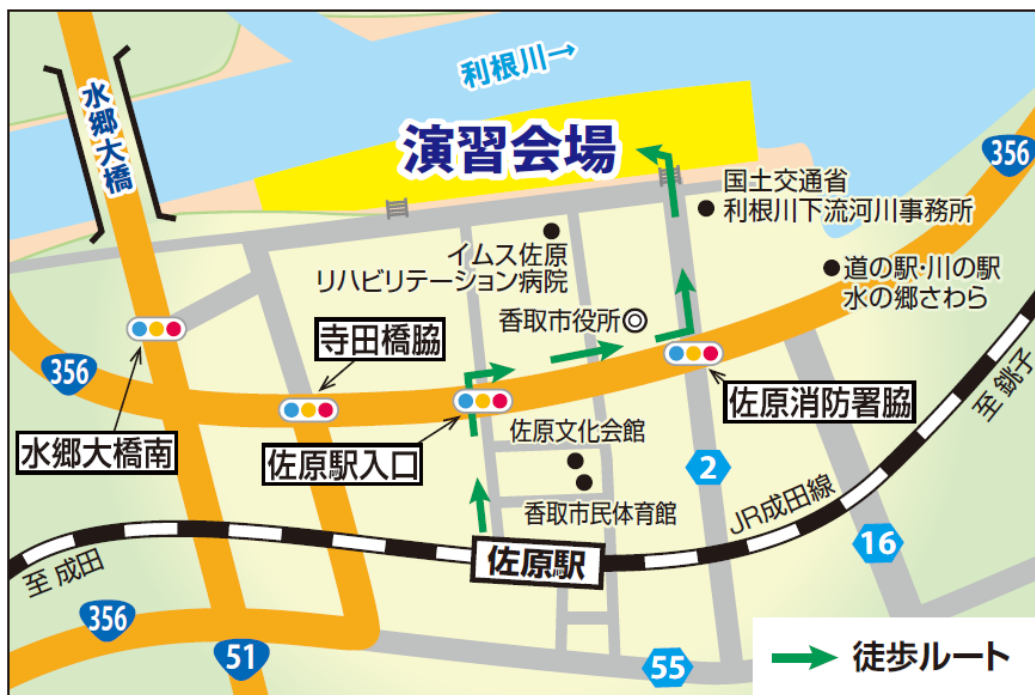 利根川→
水郷大橋
演習会場
356
国土交通省
利根川下流河川事務所
イムス佐原
リハビリテーション病院
道の駅・川の駅
水の郷さわら
香取市役所
寺田橋脇
356
佐原消防署脇
至 銚子
水郷大橋南
佐原駅入口
佐原文化会館
2
香取市民体育館
JR成田線
16
佐原駅
至 成田
356
51
55
徒歩ルート